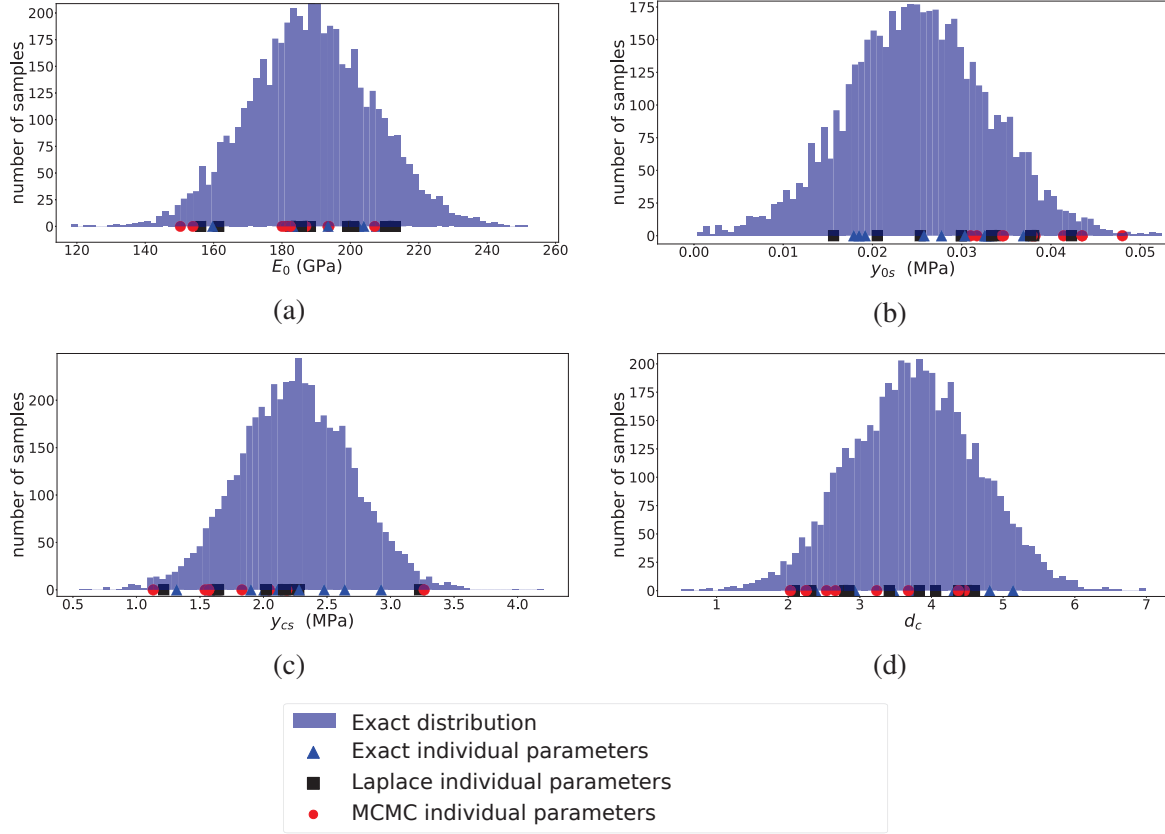 200
175
150
125
100
75
50
25
0
number of samples
120 140 160 180 200 220 240 260
E₀ (GPa)
(a)
175
150
125
100
75
50
25
0
number of samples
0.00 0.01 0.02 0.03 0.04 0.05
y₀ₛ (MPa)
(b)
200
150
100
50
0
number of samples
0.5 1.0 1.5 2.0 2.5 3.0 3.5 4.0
y_cs (MPa)
(c)
200
175
150
125
100
75
50
25
0
number of samples
1 2 3 4 5 6 7
d_c
(d)
Exact distribution
Exact individual parameters
Laplace individual parameters
MCMC individual parameters